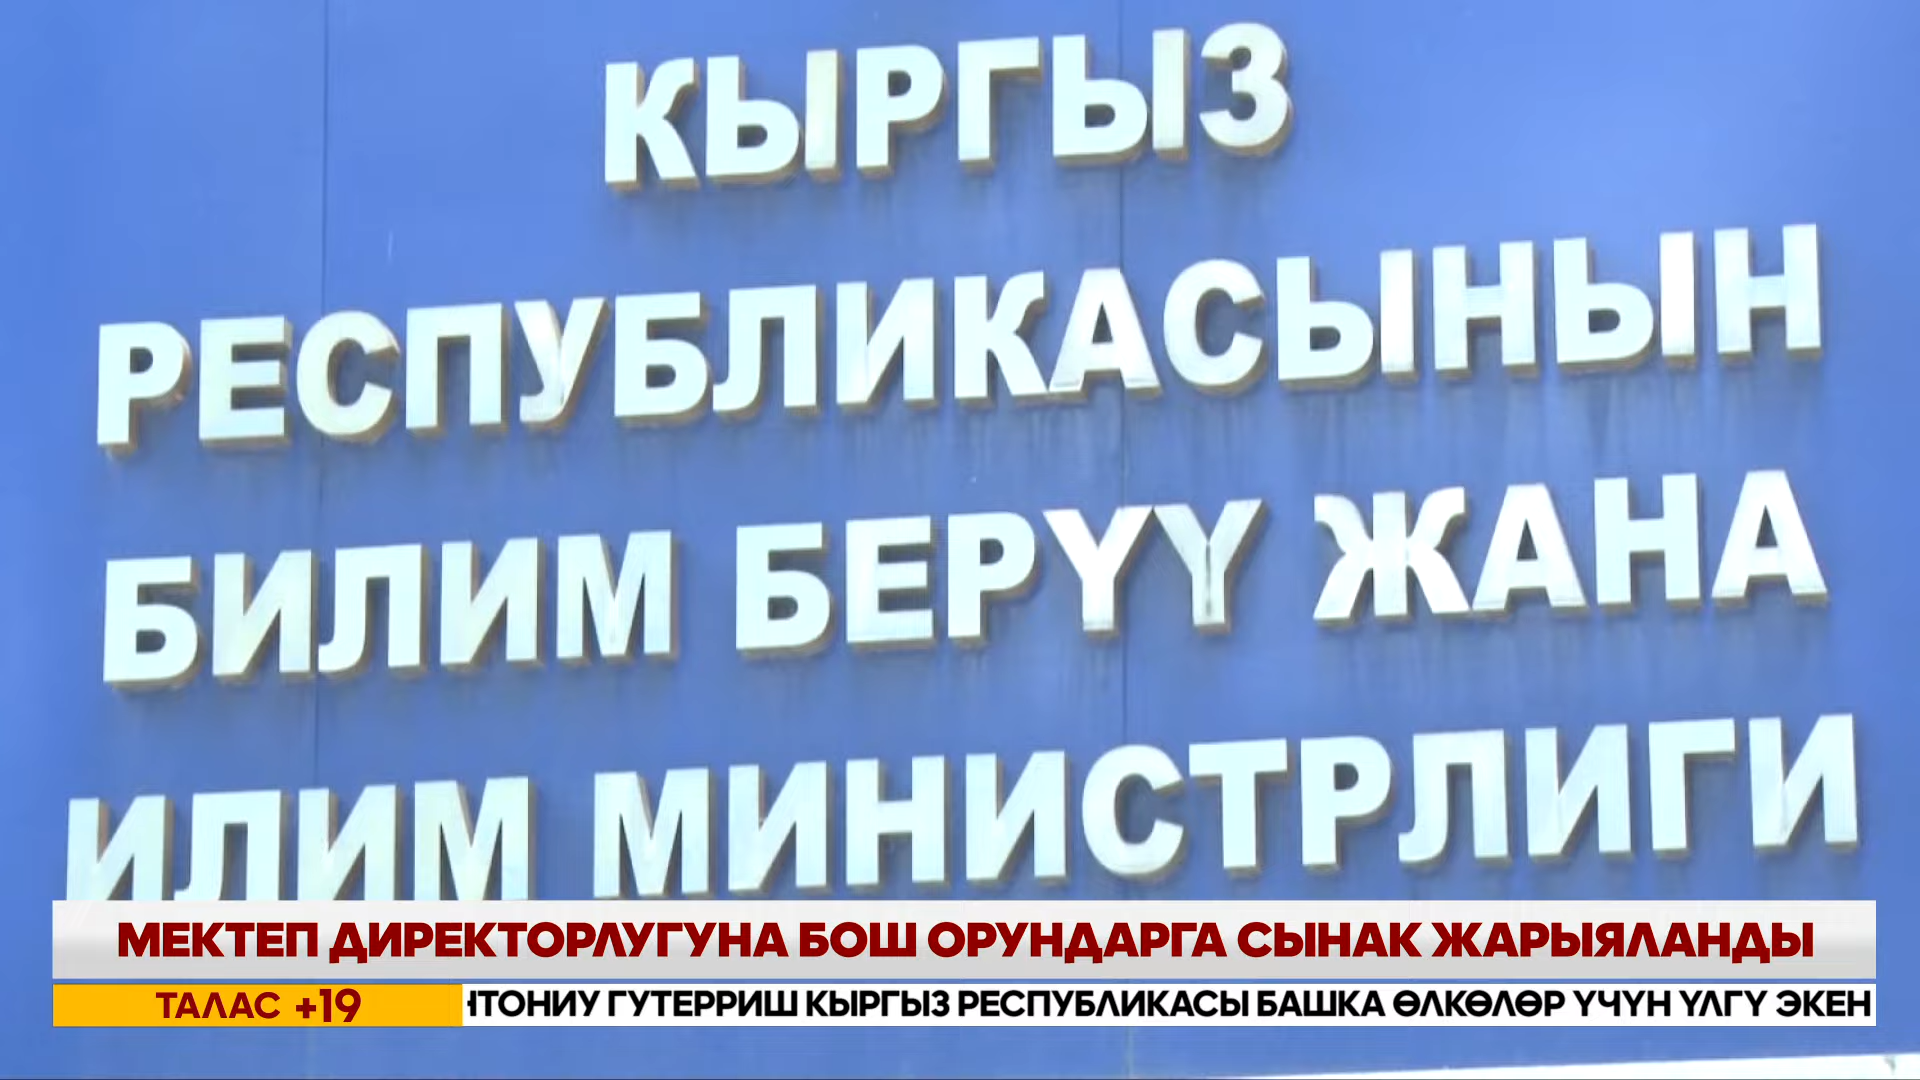 КЫРГЫЗ
РЕСПУБЛИКАСЫНЫН
БИЛИМ БЕРҮҮ ЖАНА
ИЛИМ МИНИСТРЛИГИ
МЕКТЕП ДИРЕКТОРЛУГУНА БОШ ОРУНДАРГА СЫНАК ЖАРЫЯЛАНДЫ
ТАЛАС +19
НТОНИУ ГУТЕРРИШ КЫРГЫЗ РЕСПУБЛИКАСЫ БАШКА ӨЛКӨЛӨР ҮЧҮН ҮЛГҮ ЭКЕН